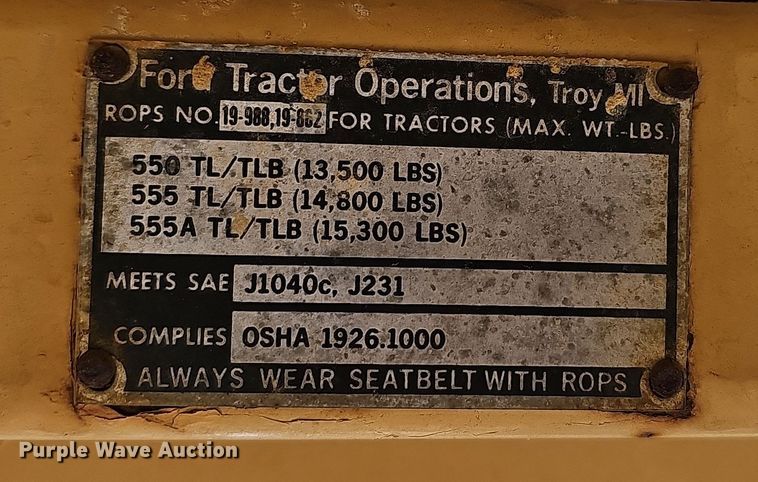 Ford Tractor Operations, Troy MI
ROPS NO. 19-988,19-882 FOR TRACTORS (MAX. WT.-LBS.)
550 TL/TLB (13,500 LBS)
555 TL/TLB (14,800 LBS)
555A TL/TLB (15,300 LBS)
MEETS SAE J1040c, J231
COMPLIES OSHA 1926.1000
ALWAYS WEAR SEATBELT WITH ROPS
Purple Wave Auction